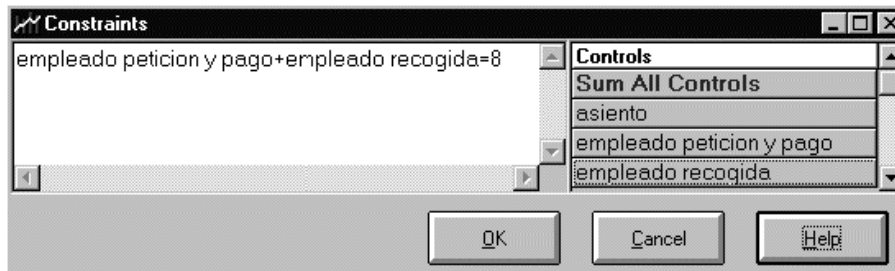 Constraints
empleado peticion y pago+empleado recogida=8
Controls
Sum All Controls
asiento
empleado peticion y pago
empleado recogida
OK
Cancel
Help